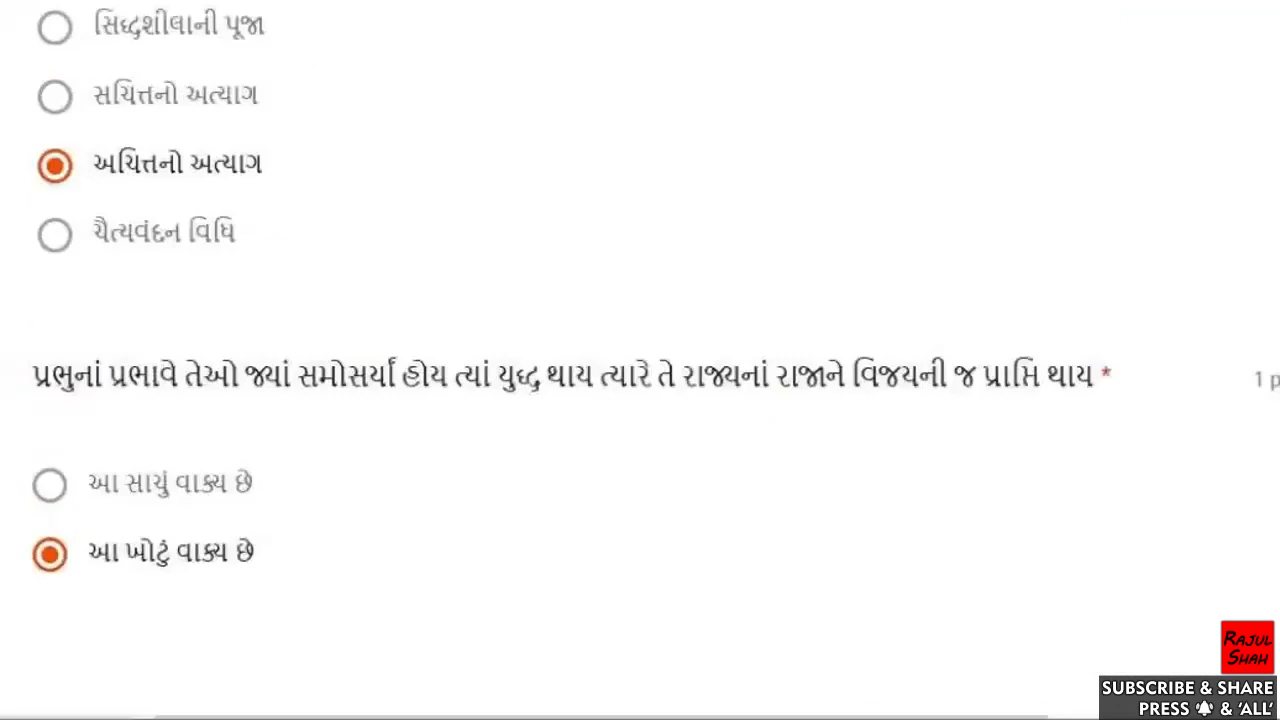 સિદ્ધશીલાની પૂજા
સચિત્તનો અત્યાગ
અચિત્તનો અત્યાગ
ચૈત્યવંદન વિધિ
પ્રભુનાં પ્રભાવે તેઓ જ્યાં સમોસર્યાં હોય ત્યાં યુદ્ધ થાય ત્યારે તે રાજ્યનાં રાજાને વિજયની જ પ્રાપ્તિ થાય *
1 p
આ સાચું વાક્ય છે
આ ખોટું વાક્ય છે
RAJUL
SHAH
SUBSCRIBE & SHARE
PRESS & 'ALL'